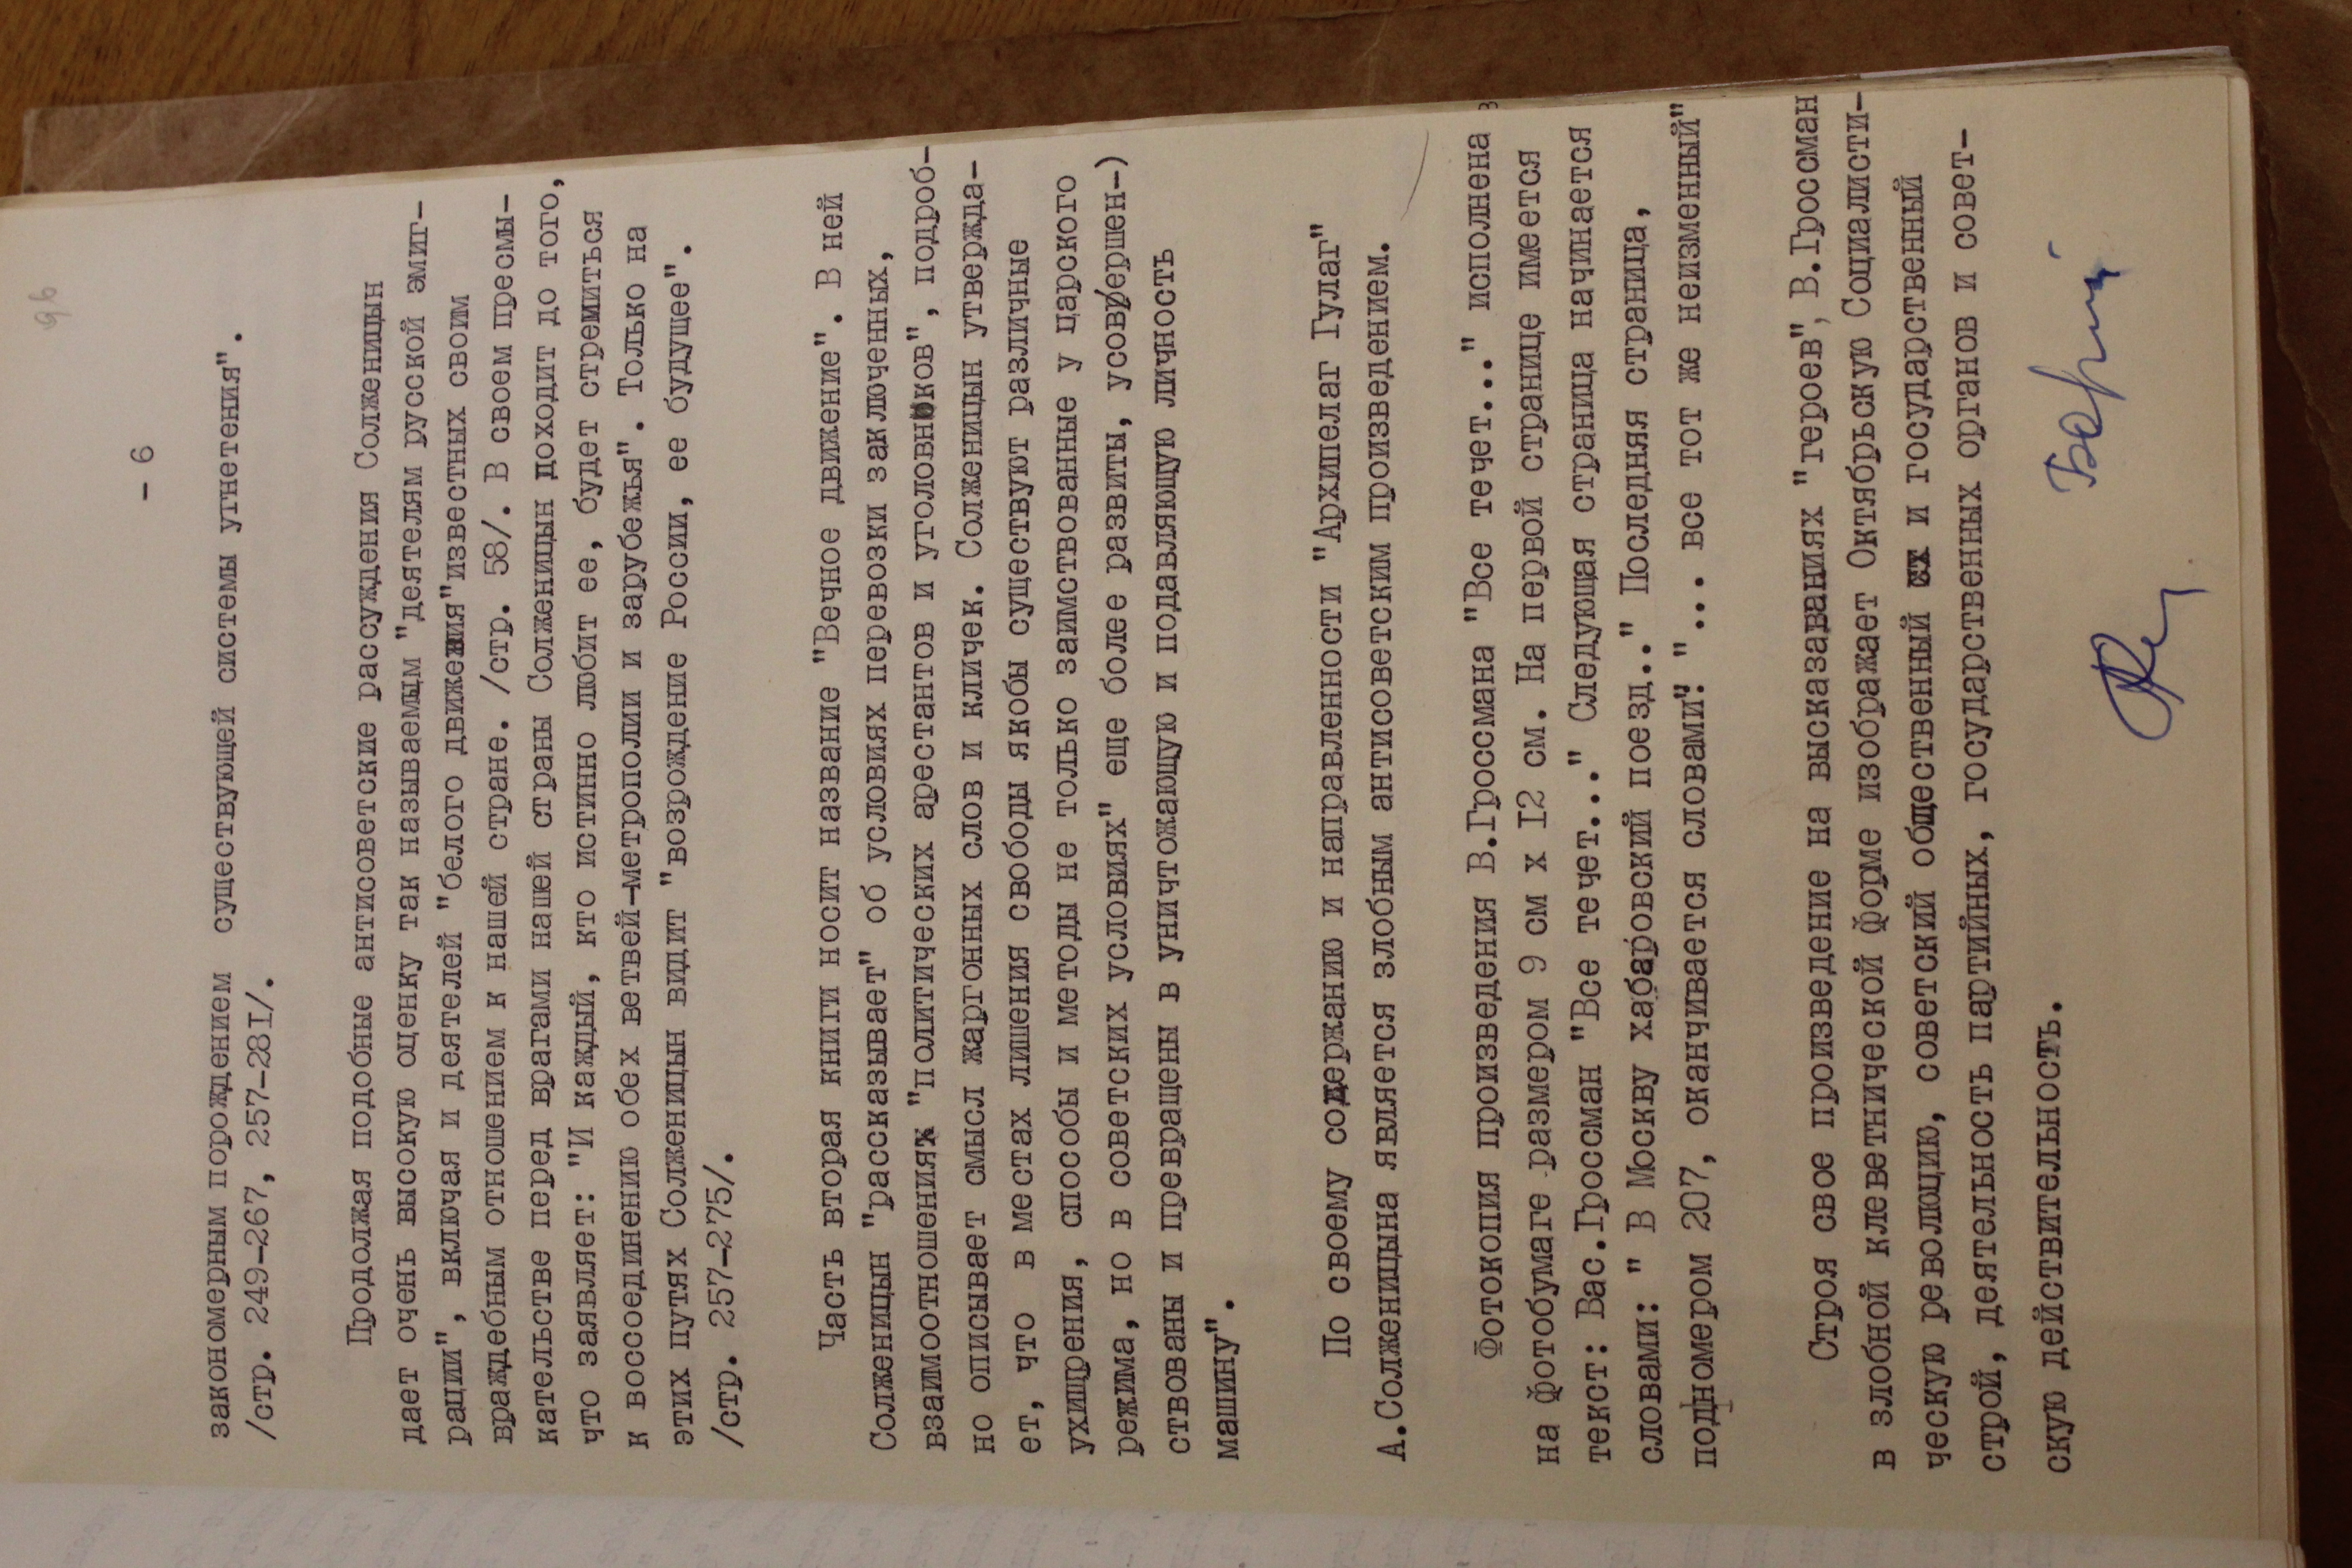 96
- 6
закономерным порождением существующей системы угнетения".
/стр. 249-267, 257-281/.
Продолжая подобные антисоветские рассуждения Солженицын
дает очень высокую оценку так называемым "деятелям русской эмиг-
рации", включая и деятелей "белого движения"известных своим
враждебным отношением к нашей стране. /стр. 58/. В своем пресмы-
кательстве перед врагами нашей страны Солженицын доходит до того,
что заявляет: "И каждый, кто истинно любит ее, будет стремиться
к воссоединению обех ветвей-метрополии и зарубежья". Только на
этих путях Солженицын видит "возрождение России, ее будущее".
/стр. 257-275/.
Часть вторая книги носит название "Вечное движение". В ней
Солженицын "рассказывает" об условиях перевозки заключенных,
взаимоотношениях "политических арестантов и уголовников", подроб-
но описывает смысл жаргонных слов и кличек. Солженицын утвержда-
ет, что в местах лишения свободы якобы существуют различные
ухищрения, способы и методы не только заимствованные у царского
режима, но в советских условиях" еще более развиты, усовершен-)
ствованы и превращены в уничтожающую и подавляющую личность
машину".
По своему содержанию и направленности "Архипелаг Гулаг"
А.Солженицына является злобным антисоветским произведением.
Фотокопия произведения В.Гроссмана "Все течет..." исполнена в
на фотобумаге размером 9 см х 12 см. На первой странице имеется
текст: Вас.Гроссман "Все течет..." Следующая страница начинается
словами: " В Москву хабаровский поезд.." Последняя страница,
под номером 207, оканчивается словами": "... все тот же неизменный"
Строя свое произведение на высказаваниях "героев", В.Гроссман
в злобной клеветнической форме изображает Октябрьскую Социалисти-
ческую революцию, советский общественный и государственный
строй, деятельность партийных, государственных органов и совет-
скую действительность.